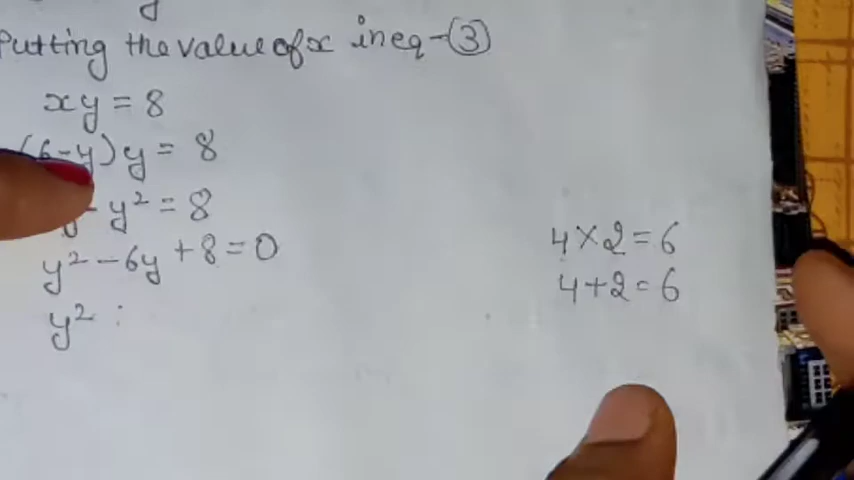 Putting the value of x in eq-③
xy = 8
(6-y)y = 8
y - y² = 8
y² - 6y + 8 = 0
y²
4×2=6
4+2=6